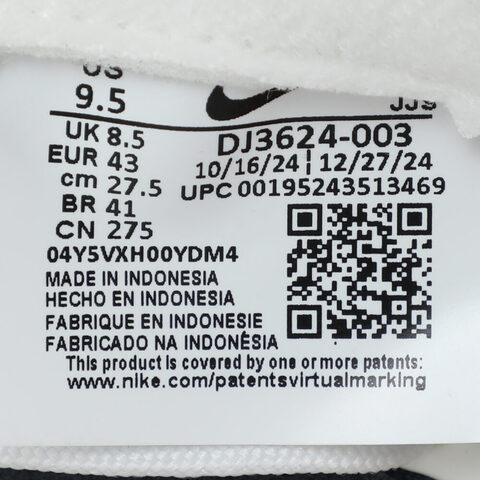 US
9.5
JJS
UK 8.5
EUR 43
cm 27.5
BR 41
CN 275
DJ3624-003
10/16/24 | 12/27/24
UPC 00195243513469
04Y5VXH00YDM4
MADE IN INDONESIA
HECHO EN INDONESIA
FABRIQUE EN INDONESIE
FABRICADO NA INDONÉSIA
This product is covered by one or more patents:
www.nike.com/patentsvirtualmarking